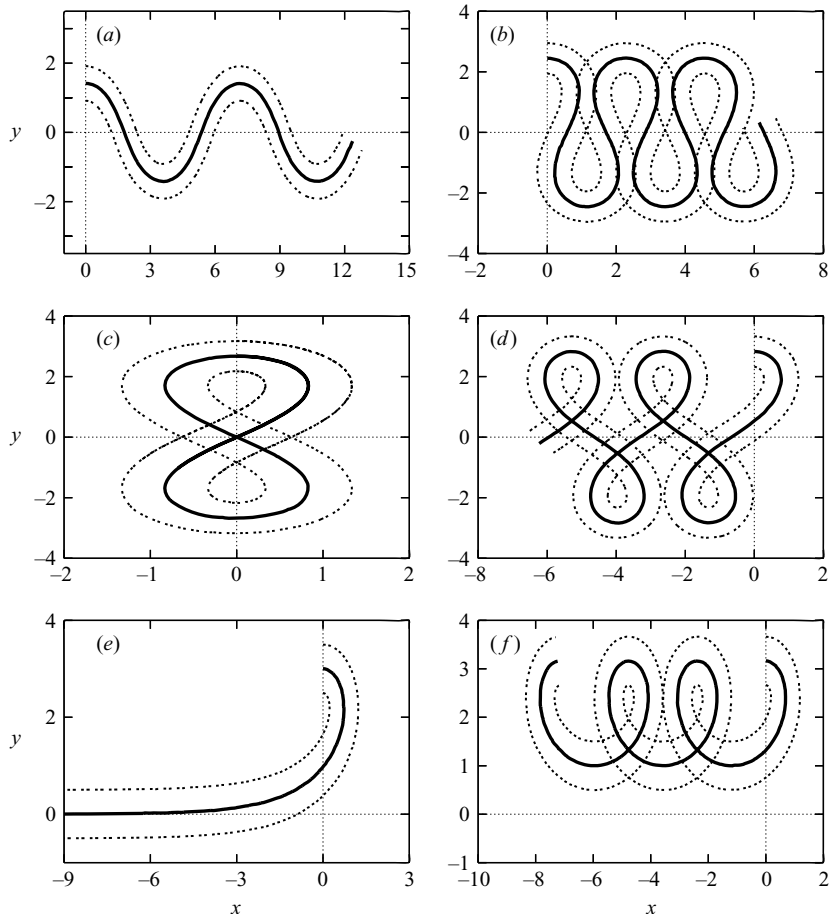 (a) (b)
4
2
2
y 0
y 0
–2
–2
–4
0 3 6 9 12 15
–2 0 2 4 6 8
(c) (d)
4
4
2
2
y 0
0
–2
–2
–4
–4
–2 –1 0 1 2
–8 –6 –4 –2 0 2
(e) (f)
4
4
3
2
2
y
1
0
0
–1
–9 –6 –3 0 3
–10 –8 –6 –4 –2 0 2
x x